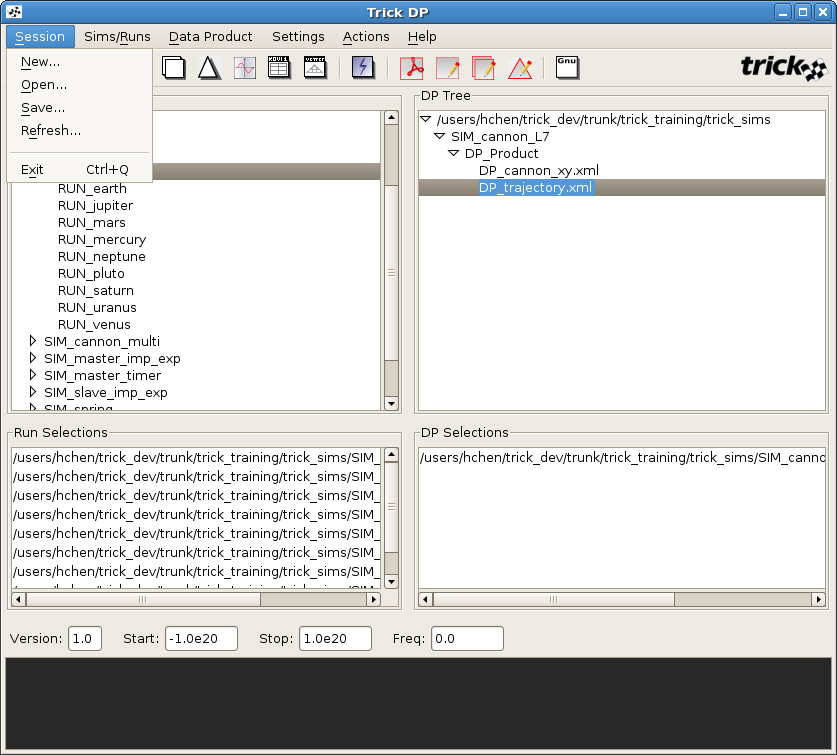 Trick DP
Session Sims/Runs Data Product Settings Actions Help
New...
Open...
Save...
Refresh...
Exit Ctrl+Q
Gnu
trick
DP Tree
/users/hchen/trick_dev/trunk/trick_training/trick_sims
SIM_cannon_L7
DP_Product
DP_cannon_xy.xml
DP_trajectory.xml
RUN_earth
RUN_jupiter
RUN_mars
RUN_mercury
RUN_neptune
RUN_pluto
RUN_saturn
RUN_uranus
RUN_venus
SIM_cannon_multi
SIM_master_imp_exp
SIM_master_timer
SIM_slave_imp_exp
SIM_spring
Run Selections
/users/hchen/trick_dev/trunk/trick_training/trick_sims/SIM_
/users/hchen/trick_dev/trunk/trick_training/trick_sims/SIM_
/users/hchen/trick_dev/trunk/trick_training/trick_sims/SIM_
/users/hchen/trick_dev/trunk/trick_training/trick_sims/SIM_
/users/hchen/trick_dev/trunk/trick_training/trick_sims/SIM_
/users/hchen/trick_dev/trunk/trick_training/trick_sims/SIM_
/users/hchen/trick_dev/trunk/trick_training/trick_sims/SIM_
DP Selections
/users/hchen/trick_dev/trunk/trick_training/trick_sims/SIM_canno
Version: 1.0 Start: -1.0e20 Stop: 1.0e20 Freq: 0.0